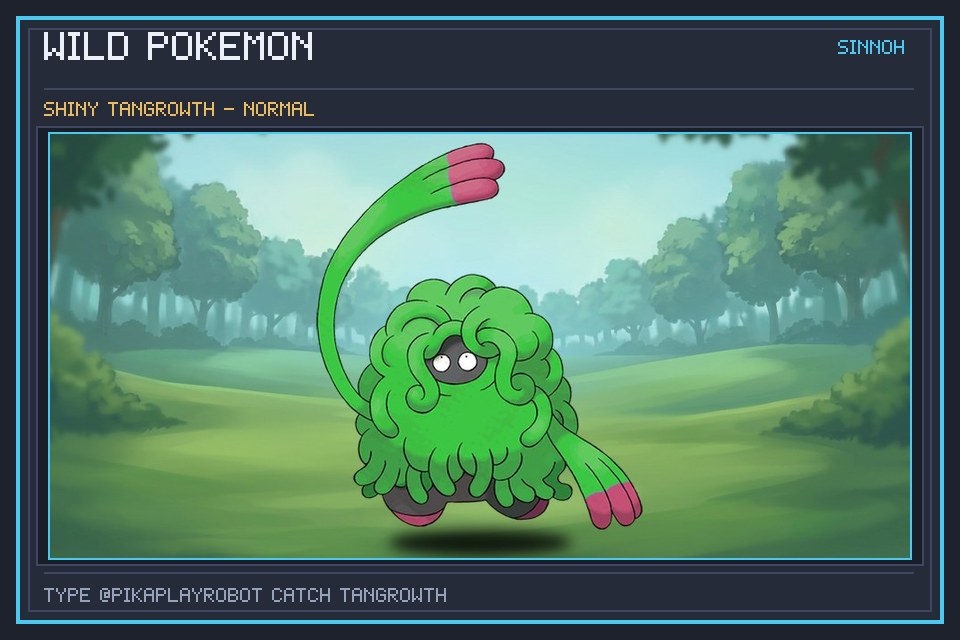 WILD POKEMON
SINNOH
SHINY TANGROWTH - NORMAL
TYPE @PIKAPLAYROBOT CATCH TANGROWTH